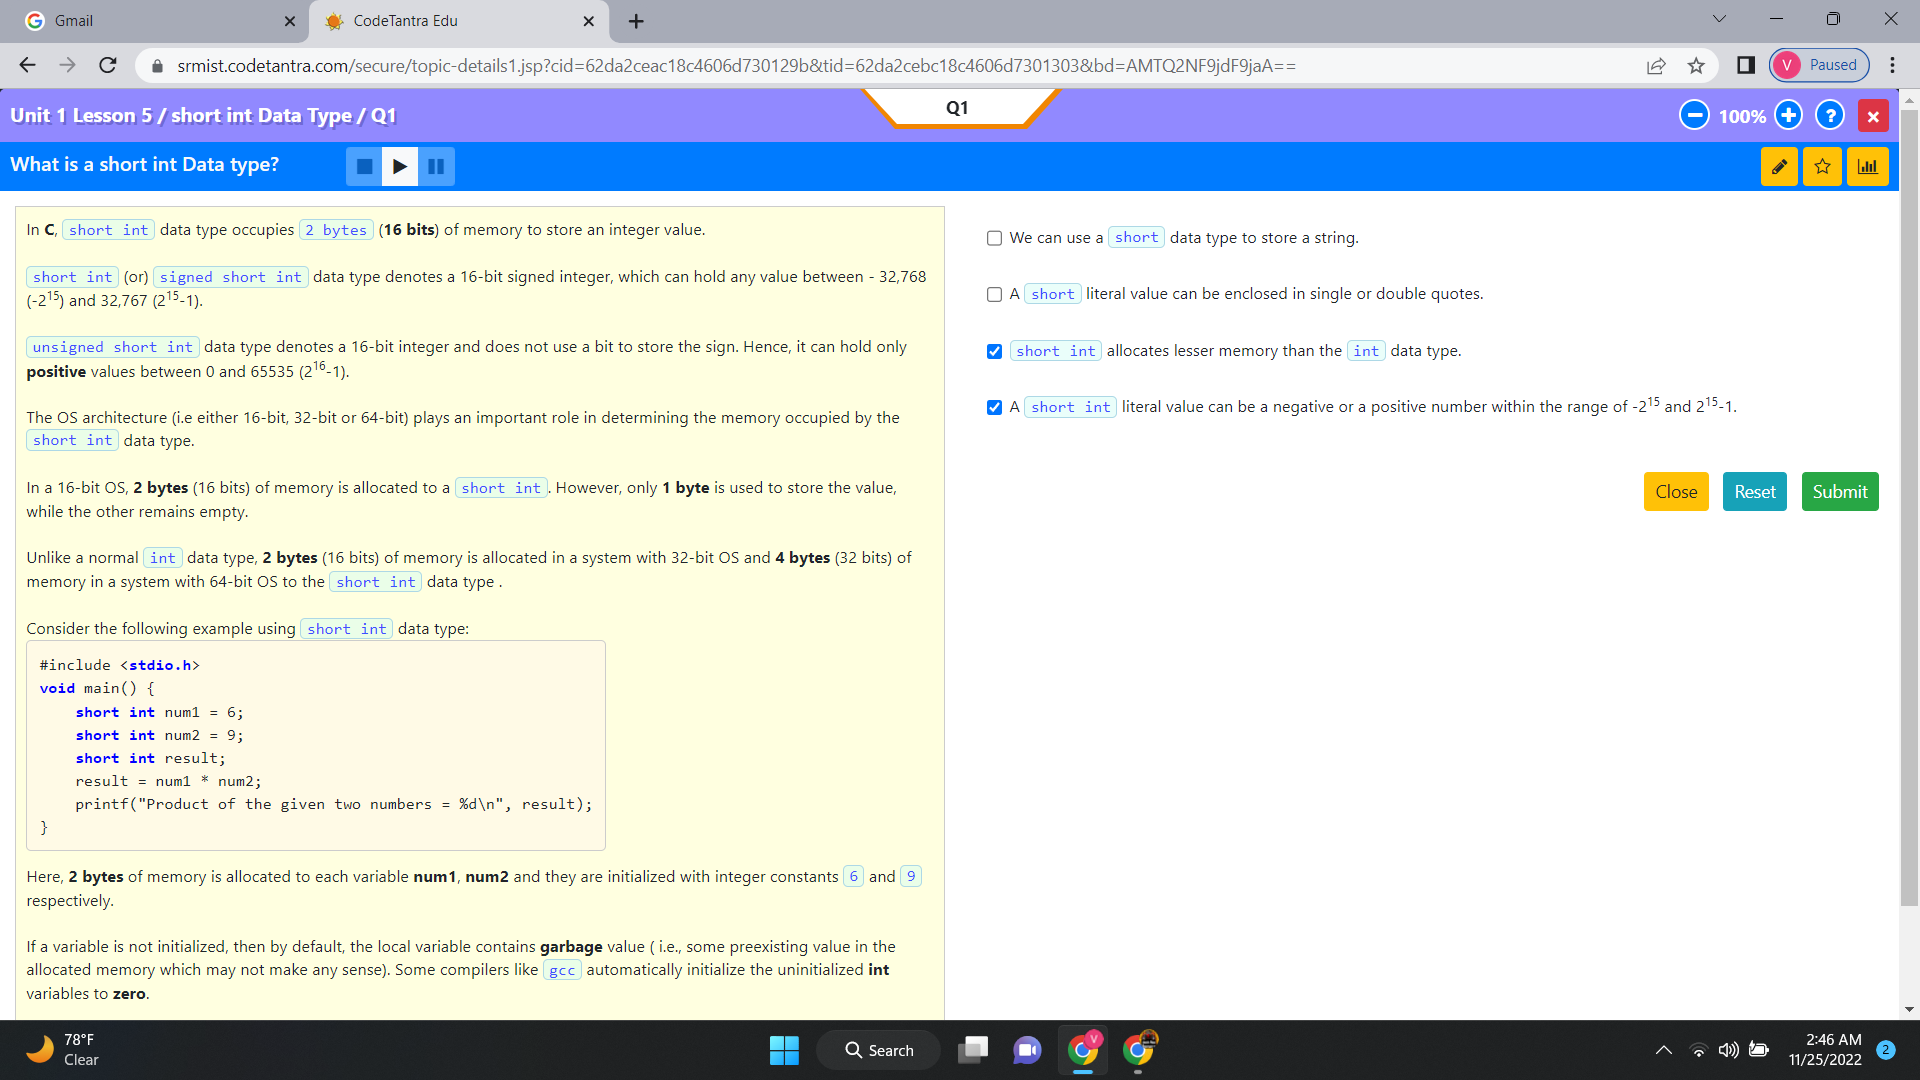 Gmail
CodeTantra Edu
srmist.codetantra.com/secure/topic-details1.jsp?cid=62da2ceac18c4606d730129b&tid=62da2cebc18c4606d7301303&bd=AMTQ2NF9jdF9jaA==
V Paused
Unit 1 Lesson 5 / short int Data Type / Q1
Q1
100%
What is a short int Data type?
In C, short int data type occupies 2 bytes (16 bits) of memory to store an integer value.
short int (or) signed short int data type denotes a 16-bit signed integer, which can hold any value between - 32,768
(-2^15) and 32,767 (2^15-1).
unsigned short int data type denotes a 16-bit integer and does not use a bit to store the sign. Hence, it can hold only
positive values between 0 and 65535 (2^16-1).
The OS architecture (i.e either 16-bit, 32-bit or 64-bit) plays an important role in determining the memory occupied by the
short int data type.
In a 16-bit OS, 2 bytes (16 bits) of memory is allocated to a short int. However, only 1 byte is used to store the value,
while the other remains empty.
Unlike a normal int data type, 2 bytes (16 bits) of memory is allocated in a system with 32-bit OS and 4 bytes (32 bits) of
memory in a system with 64-bit OS to the short int data type .
Consider the following example using short int data type:
#include <stdio.h>
void main() {
    short int num1 = 6;
    short int num2 = 9;
    short int result;
    result = num1 * num2;
    printf("Product of the given two numbers = %d\n", result);
}
Here, 2 bytes of memory is allocated to each variable num1, num2 and they are initialized with integer constants 6 and 9
respectively.
If a variable is not initialized, then by default, the local variable contains garbage value ( i.e., some preexisting value in the
allocated memory which may not make any sense). Some compilers like gcc automatically initialize the uninitialized int
variables to zero.
We can use a short data type to store a string.
A short literal value can be enclosed in single or double quotes.
short int allocates lesser memory than the int data type.
A short int literal value can be a negative or a positive number within the range of -2^15 and 2^15-1.
Close Reset Submit
78°F
Clear
Search
V
2:46 AM
11/25/2022
2